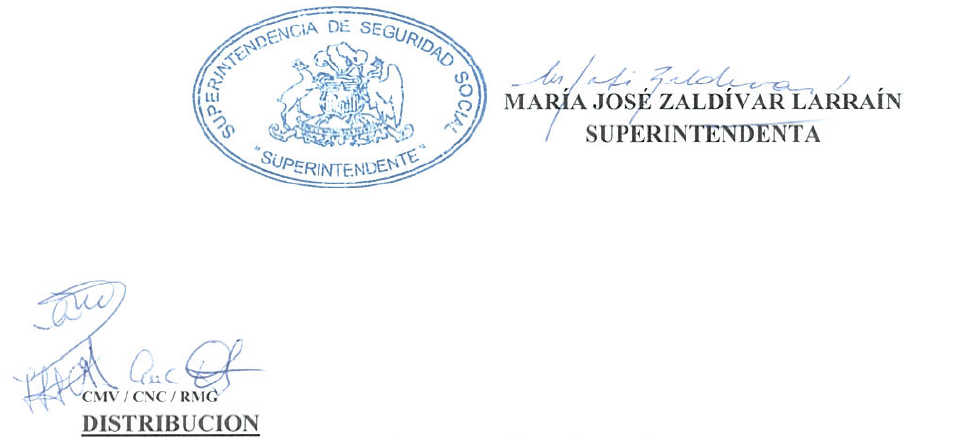 SUPERINTENDENCIA DE SEGURIDAD SOCIAL
"SUPERINTENDENTE"
MARÍA JOSÉ ZALDÍVAR LARRAÍN
SUPERINTENDENTA
CMV / CNC / RMG
DISTRIBUCION